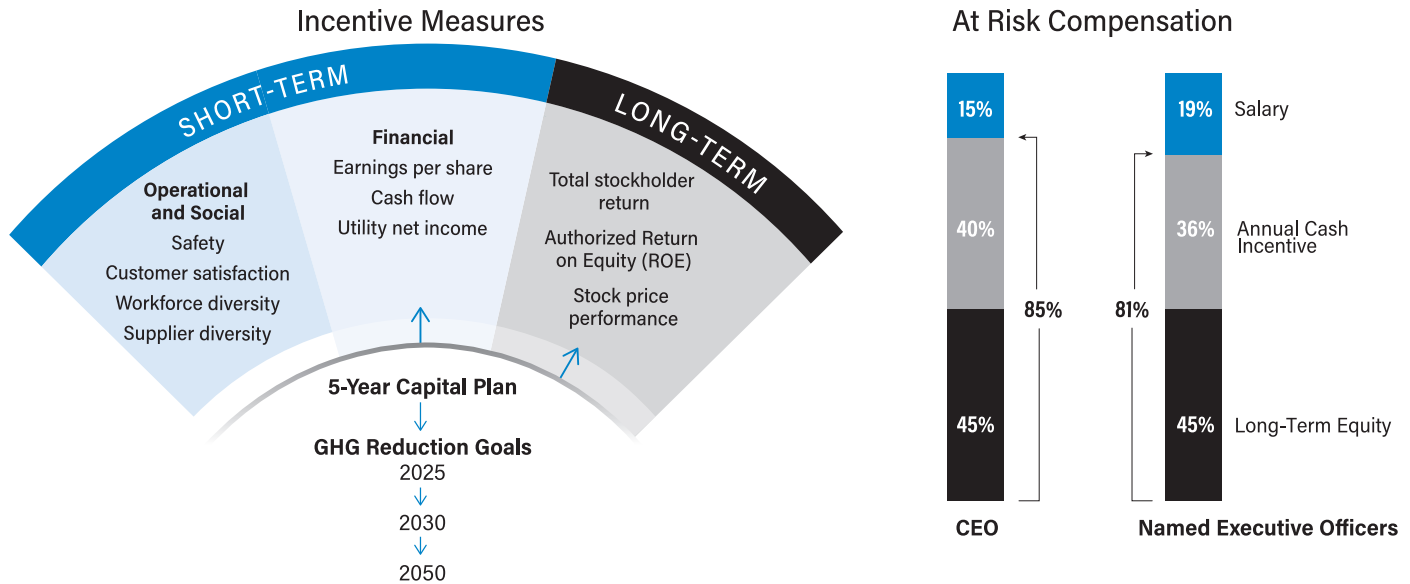 Incentive Measures
SHORT-TERM
LONG-TERM
Operational
and Social
Safety
Customer satisfaction
Workforce diversity
Supplier diversity
Financial
Earnings per share
Cash flow
Utility net income
Total stockholder
return
Authorized Return
on Equity (ROE)
Stock price
performance
5-Year Capital Plan
GHG Reduction Goals
2025
2030
2050
At Risk Compensation
15%
40%
45%
85%
CEO
81%
19%
36%
45%
Named Executive Officers
Salary
Annual Cash
Incentive
Long-Term Equity